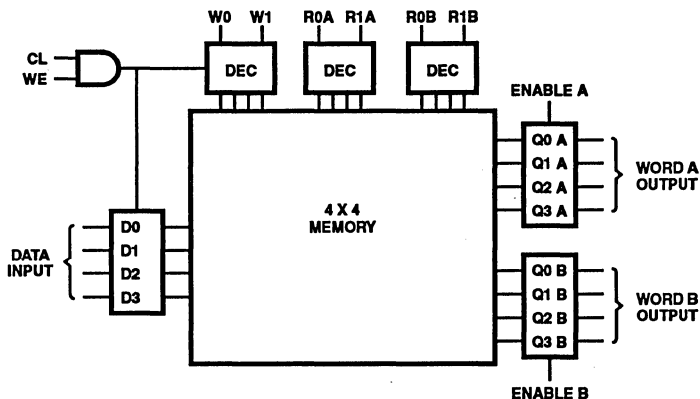 W0 W1 R0A R1A R0B R1B
CL
WE
DEC DEC DEC
ENABLE A
Q0 A
Q1 A
Q2 A
Q3 A
WORD A
OUTPUT
4 X 4
MEMORY
DATA
INPUT
D0
D1
D2
D3
Q0 B
Q1 B
Q2 B
Q3 B
WORD B
OUTPUT
ENABLE B